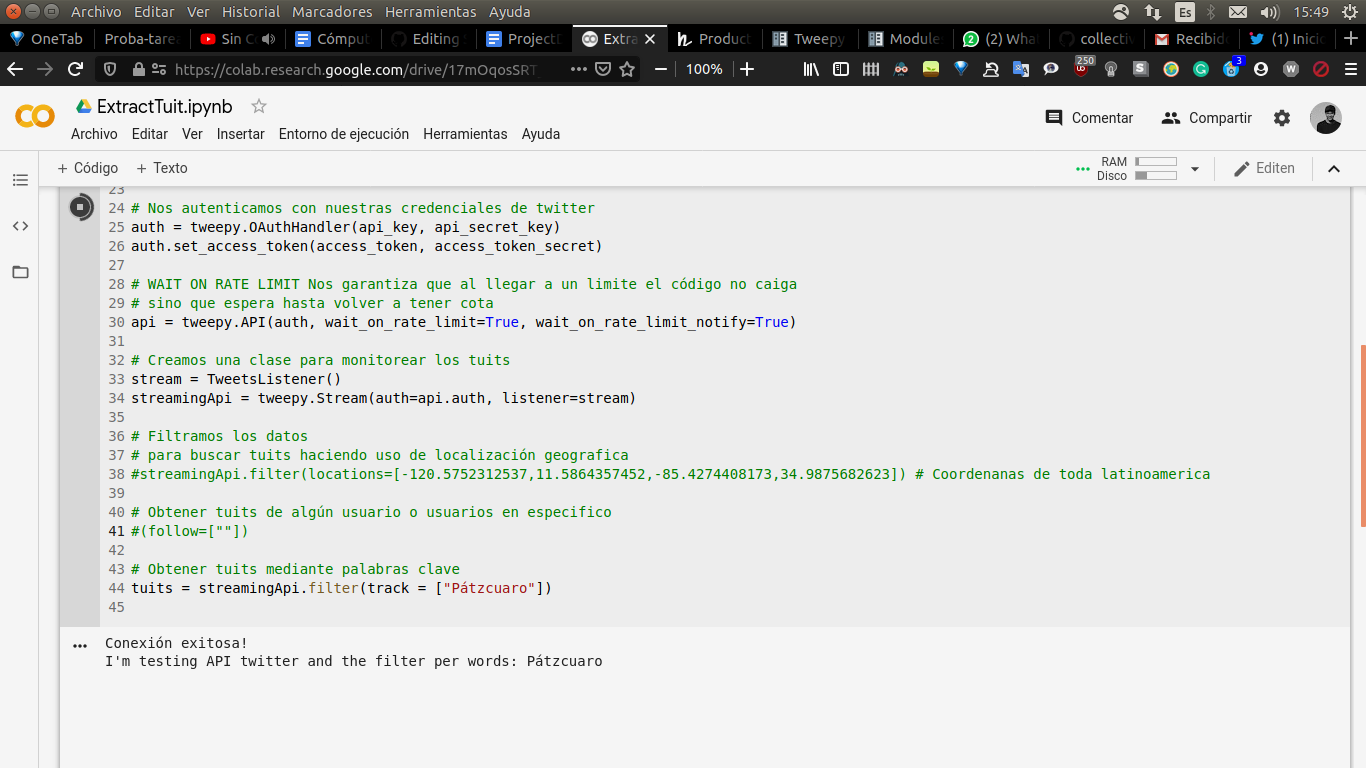 Archivo Editar Ver Historial Marcadores Herramientas Ayuda
Es
15:49
OneTab
Proba-tare
Sin C
Cómput
Editing
Project
Extra
Product
Tweepy
Module
(2) Wha
collectiv
Recibid
(1) Inici
https://colab.research.google.com/drive/17mOqosSRT
100%
250
3
ExtractTuit.ipynb
Archivo Editar Ver Insertar Entorno de ejecución Herramientas Ayuda
Comentar
Compartir
+ Código + Texto
RAM
Disco
Editen
23
24 # Nos autenticamos con nuestras credenciales de twitter
25 auth = tweepy.OAuthHandler(api_key, api_secret_key)
26 auth.set_access_token(access_token, access_token_secret)
27
28 # WAIT ON RATE LIMIT Nos garantiza que al llegar a un limite el código no caiga
29 # sino que espera hasta volver a tener cota
30 api = tweepy.API(auth, wait_on_rate_limit=True, wait_on_rate_limit_notify=True)
31
32 # Creamos una clase para monitorear los tuits
33 stream = TweetsListener()
34 streamingApi = tweepy.Stream(auth=api.auth, listener=stream)
35
36 # Filtramos los datos
37 # para buscar tuits haciendo uso de localización geografica
38 #streamingApi.filter(locations=[-120.5752312537,11.5864357452,-85.4274408173,34.9875682623]) # Coordenanas de toda latinoamerica
39
40 # Obtener tuits de algún usuario o usuarios en especifico
41 #(follow=[""])
42
43 # Obtener tuits mediante palabras clave
44 tuits = streamingApi.filter(track = ["Pátzcuaro"])
45
Conexión exitosa!
I'm testing API twitter and the filter per words: Pátzcuaro